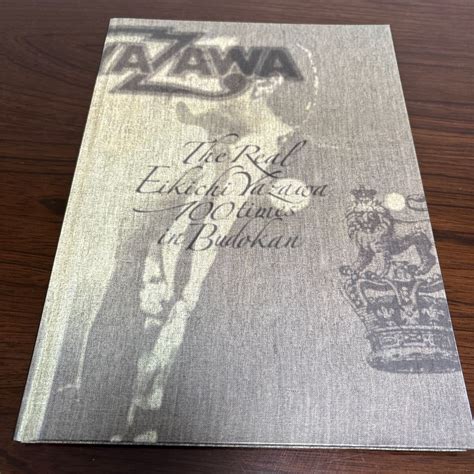 YAZAWA
The Real
Eikichi Yazawa
100 times
in Budokan